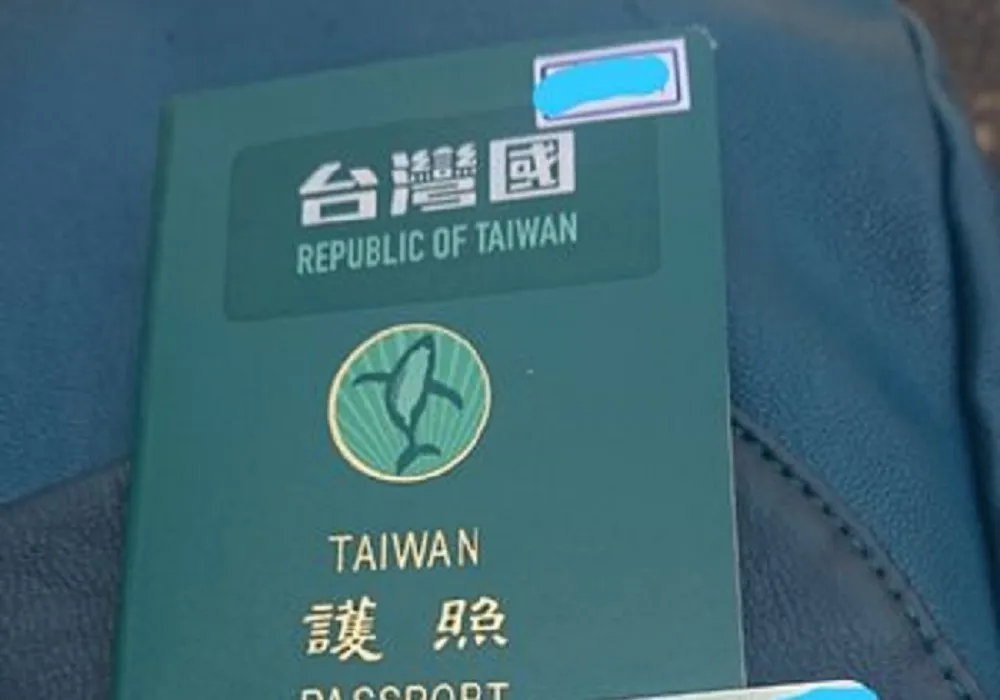 台灣國
REPUBLIC OF TAIWAN
TAIWAN
護照
PASSPORT